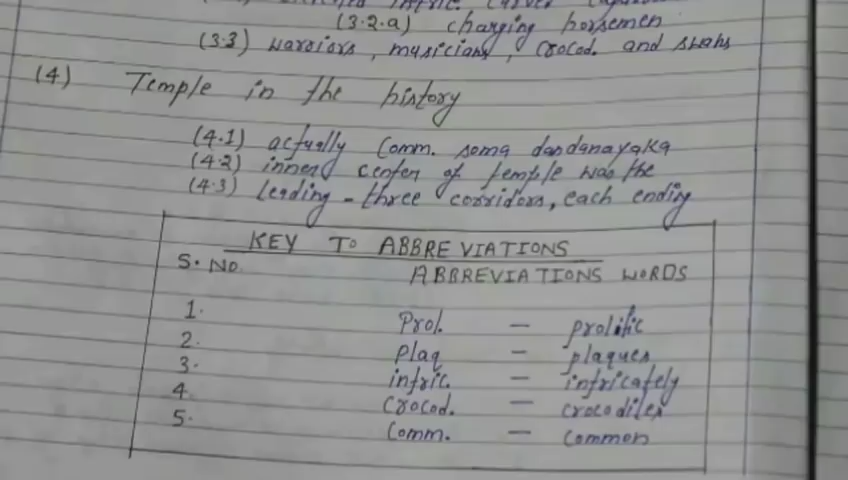 (3.2.a) charging horsemen
(3.3) warriors, musicians, crocod. and swans
(4) Temple in the history
(4.1) actually Comm. soma dandanayaka
(4.2) inner center of temple was the
(4.3) leading - three corridors, each ending
KEY TO ABBREVIATIONS
S. NO. ABBREVIATIONS WORDS
1. Prol. - prolific
2. Plaq - plaques
3. intric. - intricately
4. Crocod. - crocodiles
5. Comm. - common